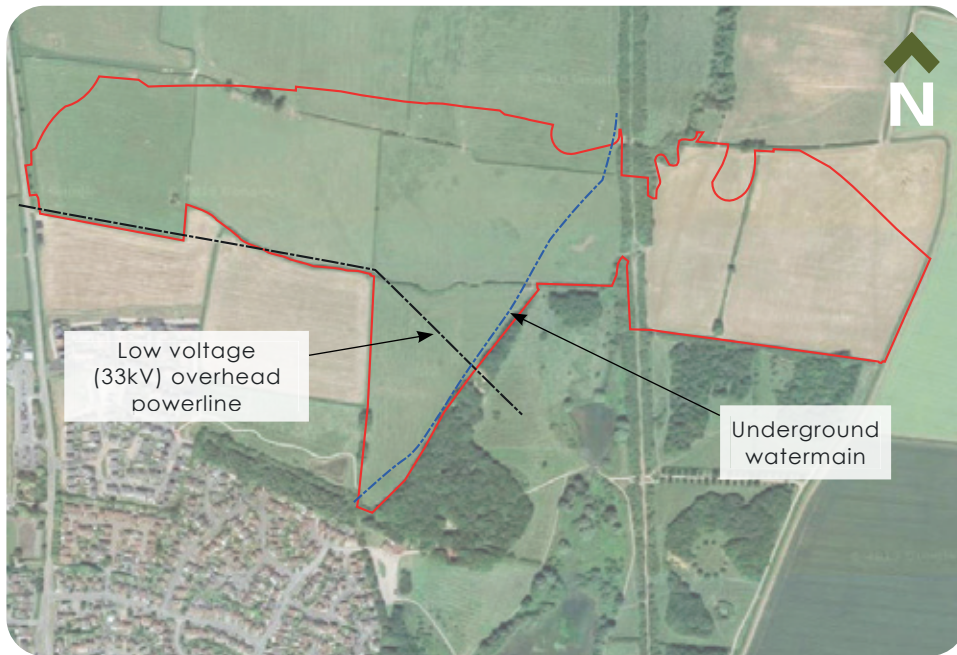 N
Low voltage
(33kV) overhead
powerline
Underground
watermain